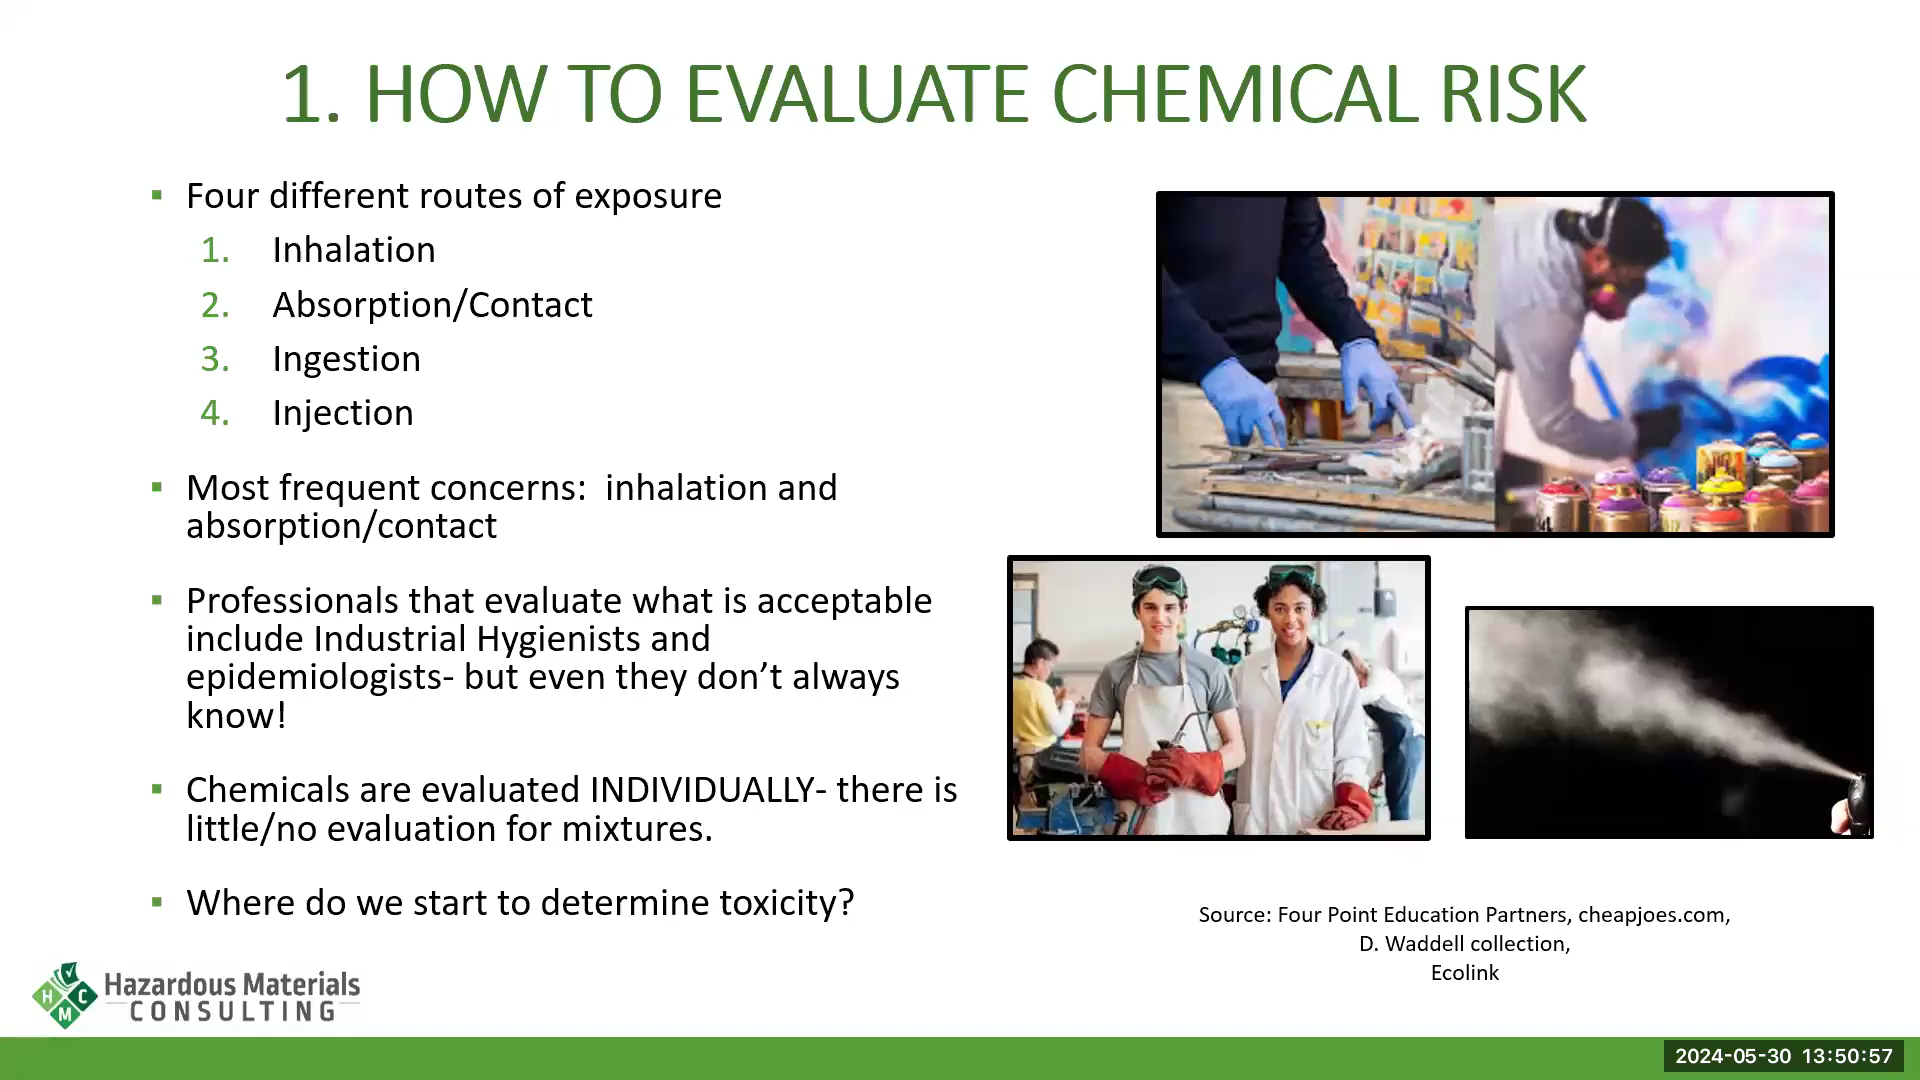 1. HOW TO EVALUATE CHEMICAL RISK
▪ Four different routes of exposure
1. Inhalation
2. Absorption/Contact
3. Ingestion
4. Injection
▪ Most frequent concerns:  inhalation and
absorption/contact
▪ Professionals that evaluate what is acceptable
include Industrial Hygienists and
epidemiologists- but even they don’t always
know!
▪ Chemicals are evaluated INDIVIDUALLY- there is
little/no evaluation for mixtures.
▪ Where do we start to determine toxicity?
Source: Four Point Education Partners, cheapjoes.com,
D. Waddell collection,
Ecolink
H C
M
Hazardous Materials
CONSULTING
2024-05-30 13:50:57